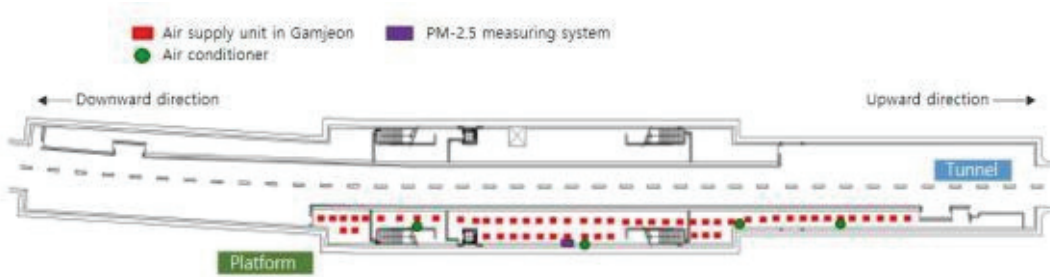 Air supply unit in Gamjeon
PM-2.5 measuring system
Air conditioner
Downward direction
Upward direction
Tunnel
Platform